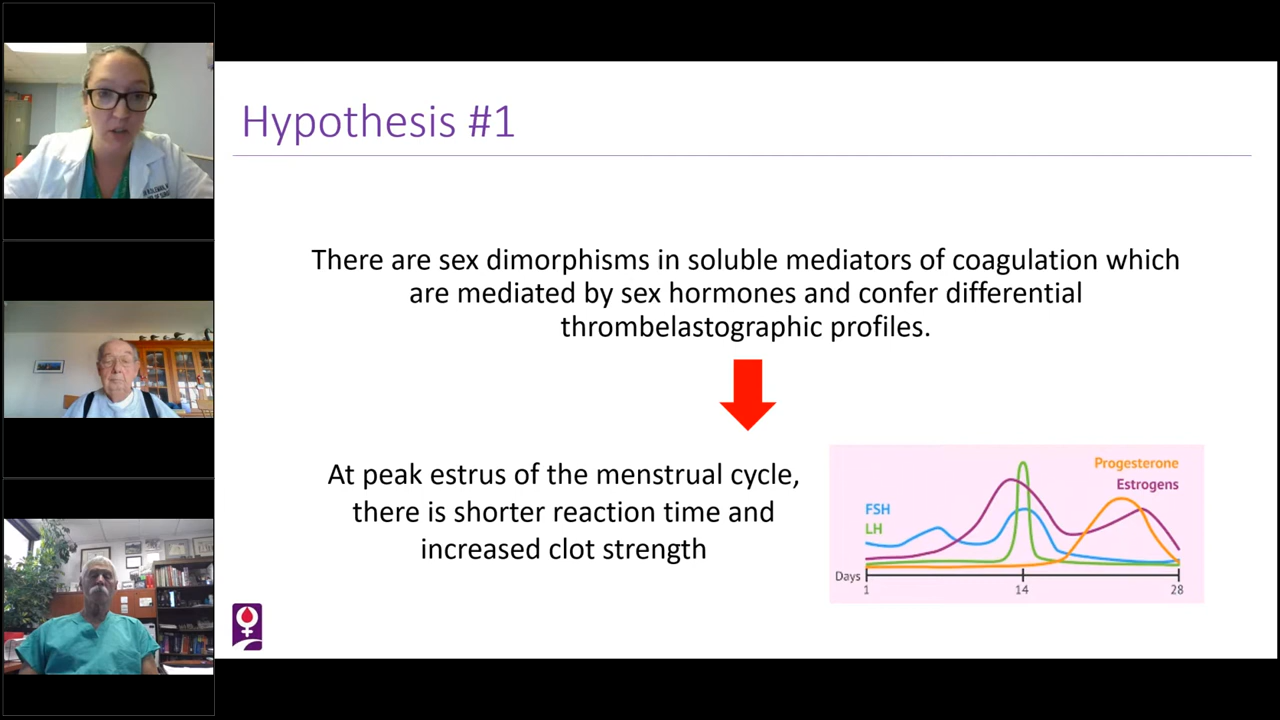 Hypothesis #1
There are sex dimorphisms in soluble mediators of coagulation which
are mediated by sex hormones and confer differential
thrombelastographic profiles.
At peak estrus of the menstrual cycle,
there is shorter reaction time and
increased clot strength
Progesterone
Estrogens
FSH
LH
Days
1
14
28